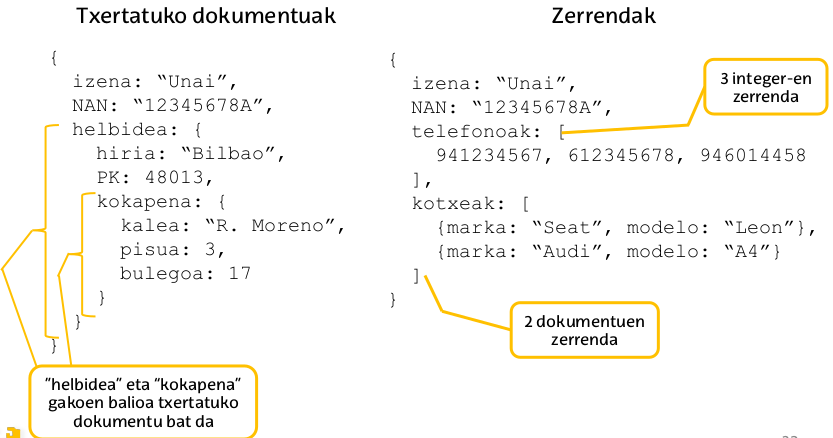 Txertatuko dokumentuak
{
izena: “Unai”,
NAN: “12345678A”,
helbidea: {
hiria: “Bilbao”,
PK: 48013,
kokapena: {
kalea: “R. Moreno”,
pisua: 3,
bulegoa: 17
}
}
}
"helbidea" eta "kokapena"
gakoen balioa txertatuko
dokumentu bat da
Zerrendak
{
izena: “Unai”,
NAN: “12345678A”,
telefonoak: [
941234567, 612345678, 946014458
],
kotxeak: [
{marka: “Seat”, modelo: “Leon”},
{marka: “Audi”, modelo: “A4”}
]
}
3 integer-en
zerrenda
2 dokumentuen
zerrenda